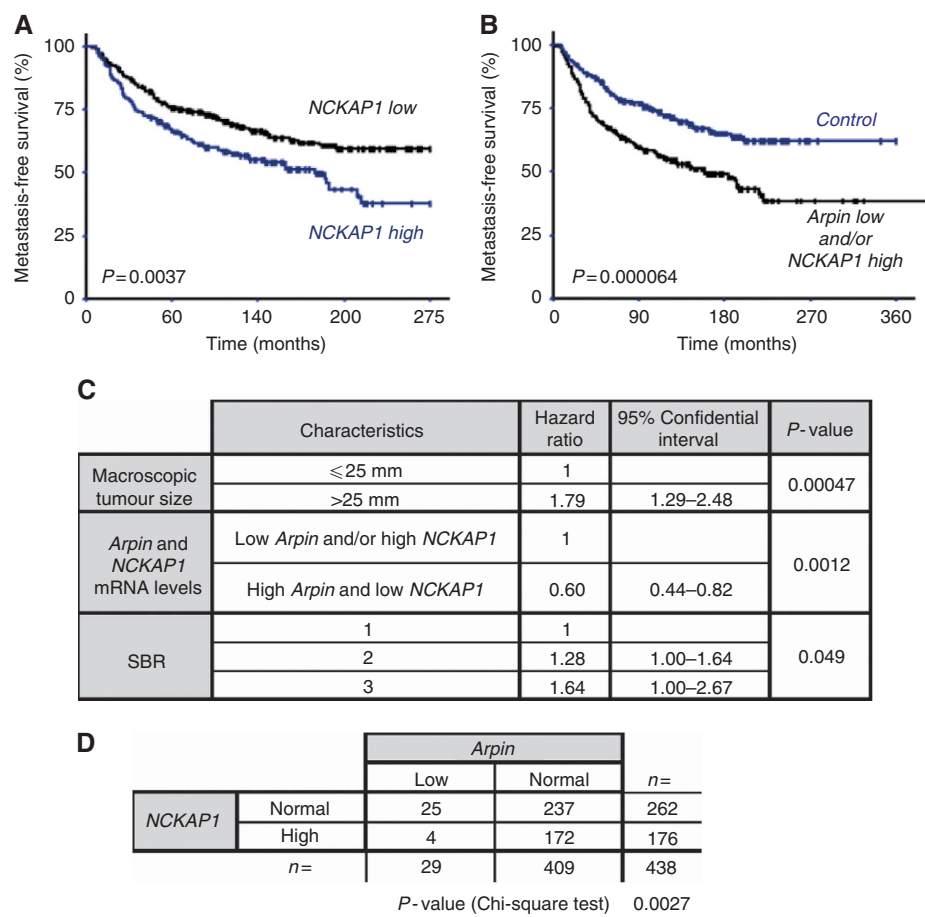 A
Metastasis-free survival (%)
100
75
50
25
0
NCKAP1 low
NCKAP1 high
P=0.0037
0 60 140 200 275
Time (months)
B
Metastasis-free survival (%)
100
75
50
25
0
Control
Arpin low
and/or
NCKAP1 high
P=0.000064
0 90 180 270 360
Time (months)
C
Characteristics
Hazard
ratio
95% Confidential
interval
P-value
Macroscopic
tumour size
⩽25 mm 1
>25 mm 1.79 1.29–2.48
0.00047
Arpin and
NCKAP1
mRNA levels
Low Arpin and/or high NCKAP1 1
High Arpin and low NCKAP1 0.60 0.44–0.82
0.0012
SBR
1 1
2 1.28 1.00–1.64
3 1.64 1.00–2.67
0.049
D
Arpin
Low Normal n=
NCKAP1
Normal 25 237 262
High 4 172 176
n= 29 409 438
P-value (Chi-square test) 0.0027